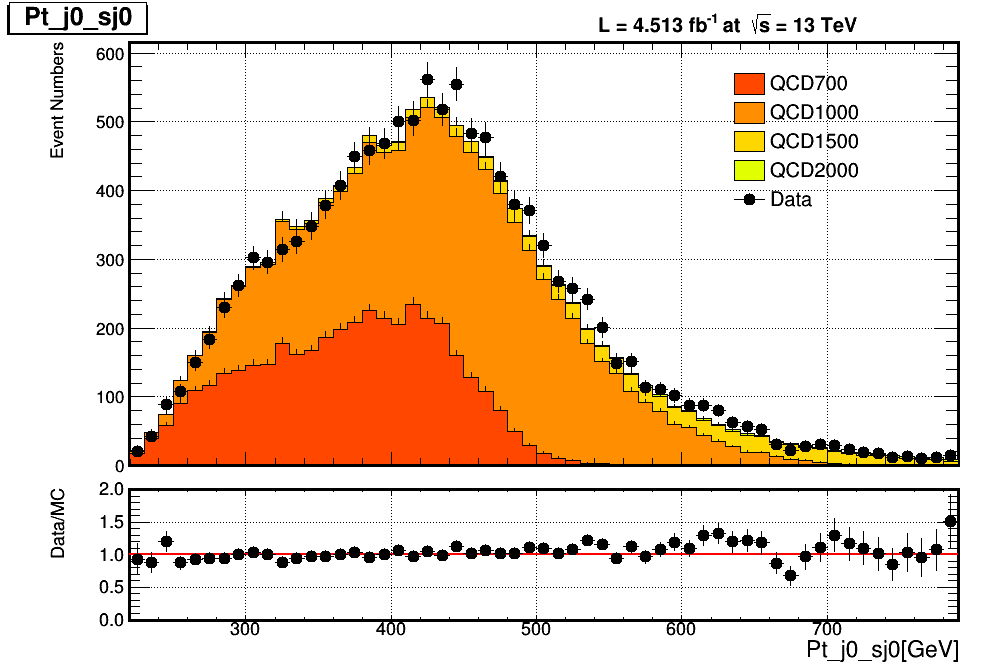 Pt_j0_sj0
L = 4.513 fb-1 at √s = 13 TeV
Event Numbers
600
500
400
300
200
100
0
QCD700
QCD1000
QCD1500
QCD2000
Data
Data/MC
2.0
1.5
1.0
0.5
0.0
300 400 500 600 700
Pt_j0_sj0[GeV]